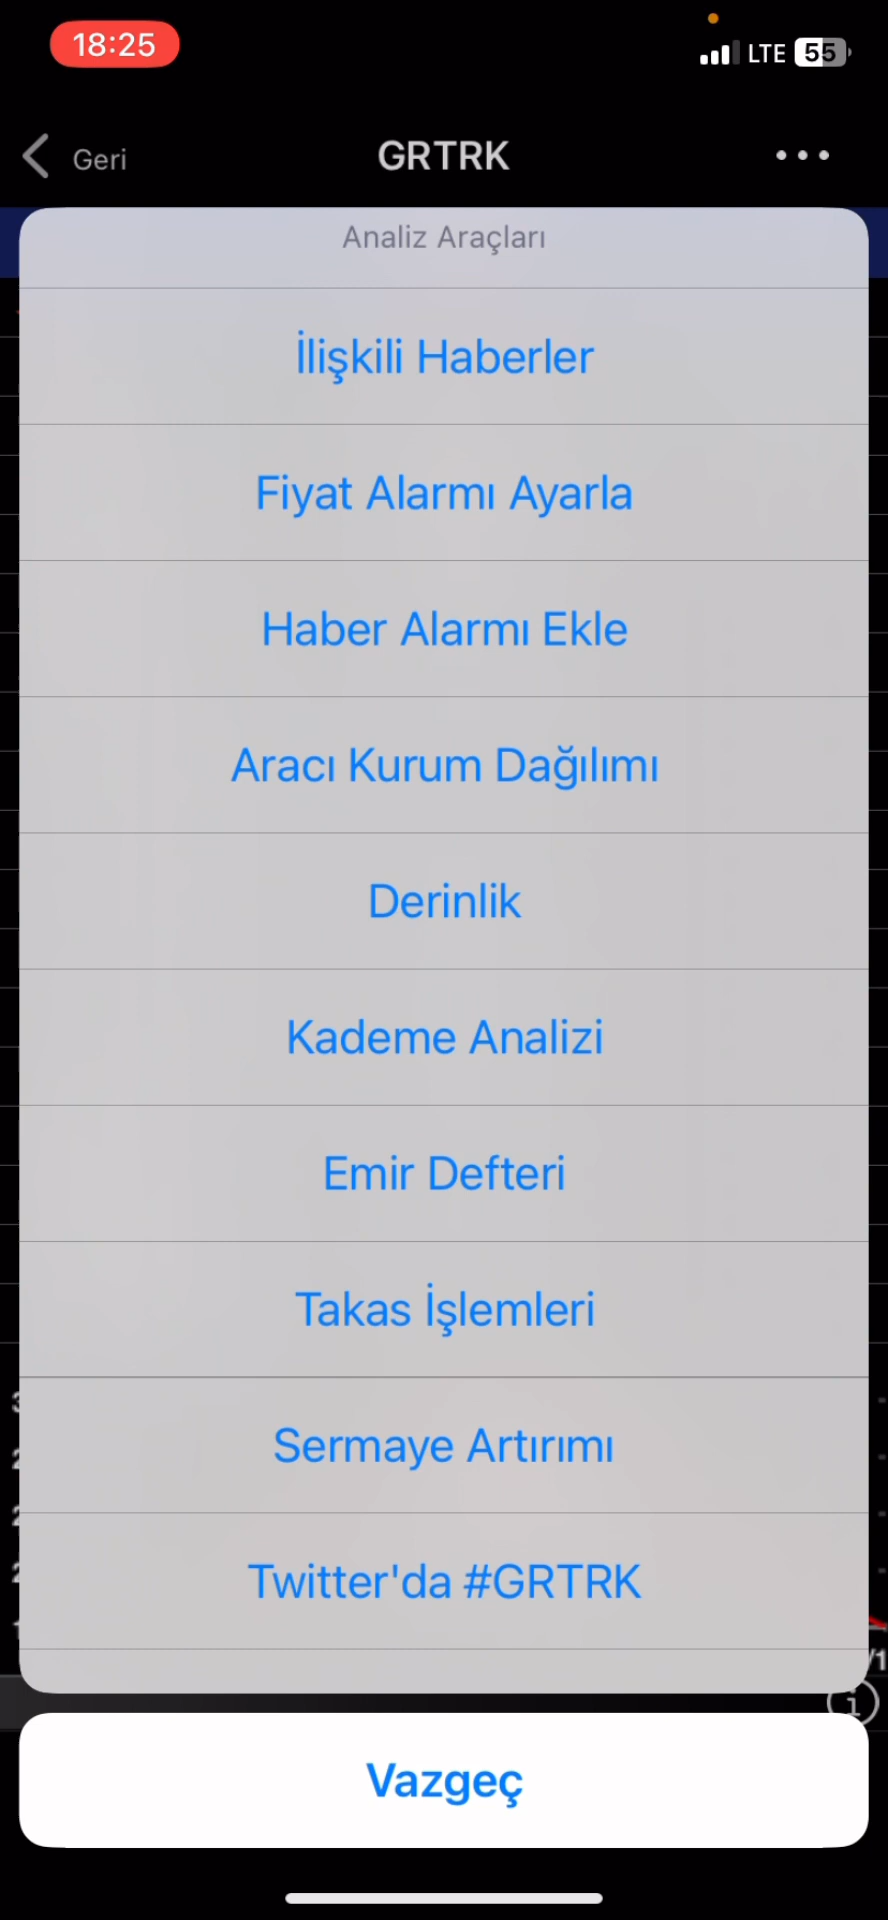 18:25
LTE 55
Geri
GRTRK
Analiz Araçları
İlişkili Haberler
Fiyat Alarmı Ayarla
Haber Alarmı Ekle
Aracı Kurum Dağılımı
Derinlik
Kademe Analizi
Emir Defteri
Takas İşlemleri
Sermaye Artırımı
Twitter'da #GRTRK
Vazgeç